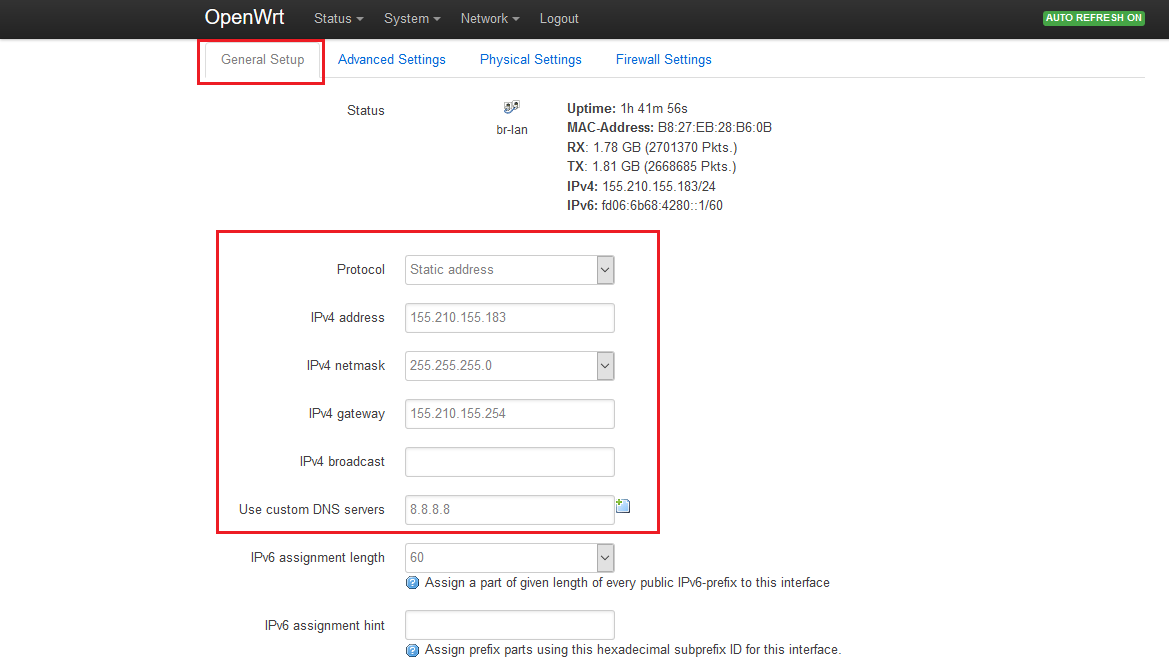 OpenWrt Status System Network Logout AUTO REFRESH ON
General Setup Advanced Settings Physical Settings Firewall Settings
Status
br-lan
Uptime: 1h 41m 56s
MAC-Address: B8:27:EB:28:B6:0B
RX: 1.78 GB (2701370 Pkts.)
TX: 1.81 GB (2668685 Pkts.)
IPv4: 155.210.155.183/24
IPv6: fd06:6b68:4280::1/60
Protocol Static address
IPv4 address 155.210.155.183
IPv4 netmask 255.255.255.0
IPv4 gateway 155.210.155.254
IPv4 broadcast
Use custom DNS servers 8.8.8.8
IPv6 assignment length 60
Assign a part of given length of every public IPv6-prefix to this interface
IPv6 assignment hint
Assign prefix parts using this hexadecimal subprefix ID for this interface.